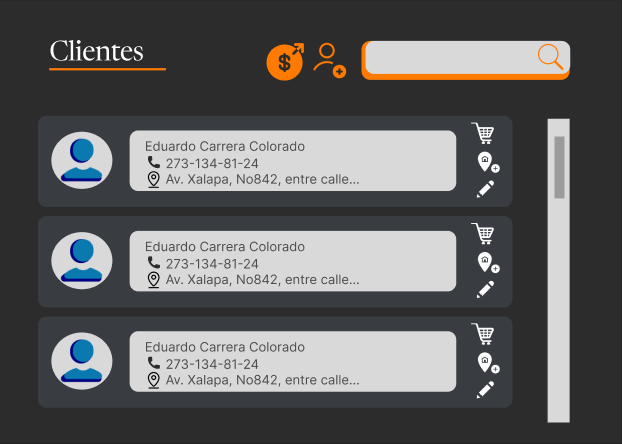 Clientes
$
Eduardo Carrera Colorado
273-134-81-24
Av. Xalapa, No842, entre calle...
Eduardo Carrera Colorado
273-134-81-24
Av. Xalapa, No842, entre calle...
Eduardo Carrera Colorado
273-134-81-24
Av. Xalapa, No842, entre calle...